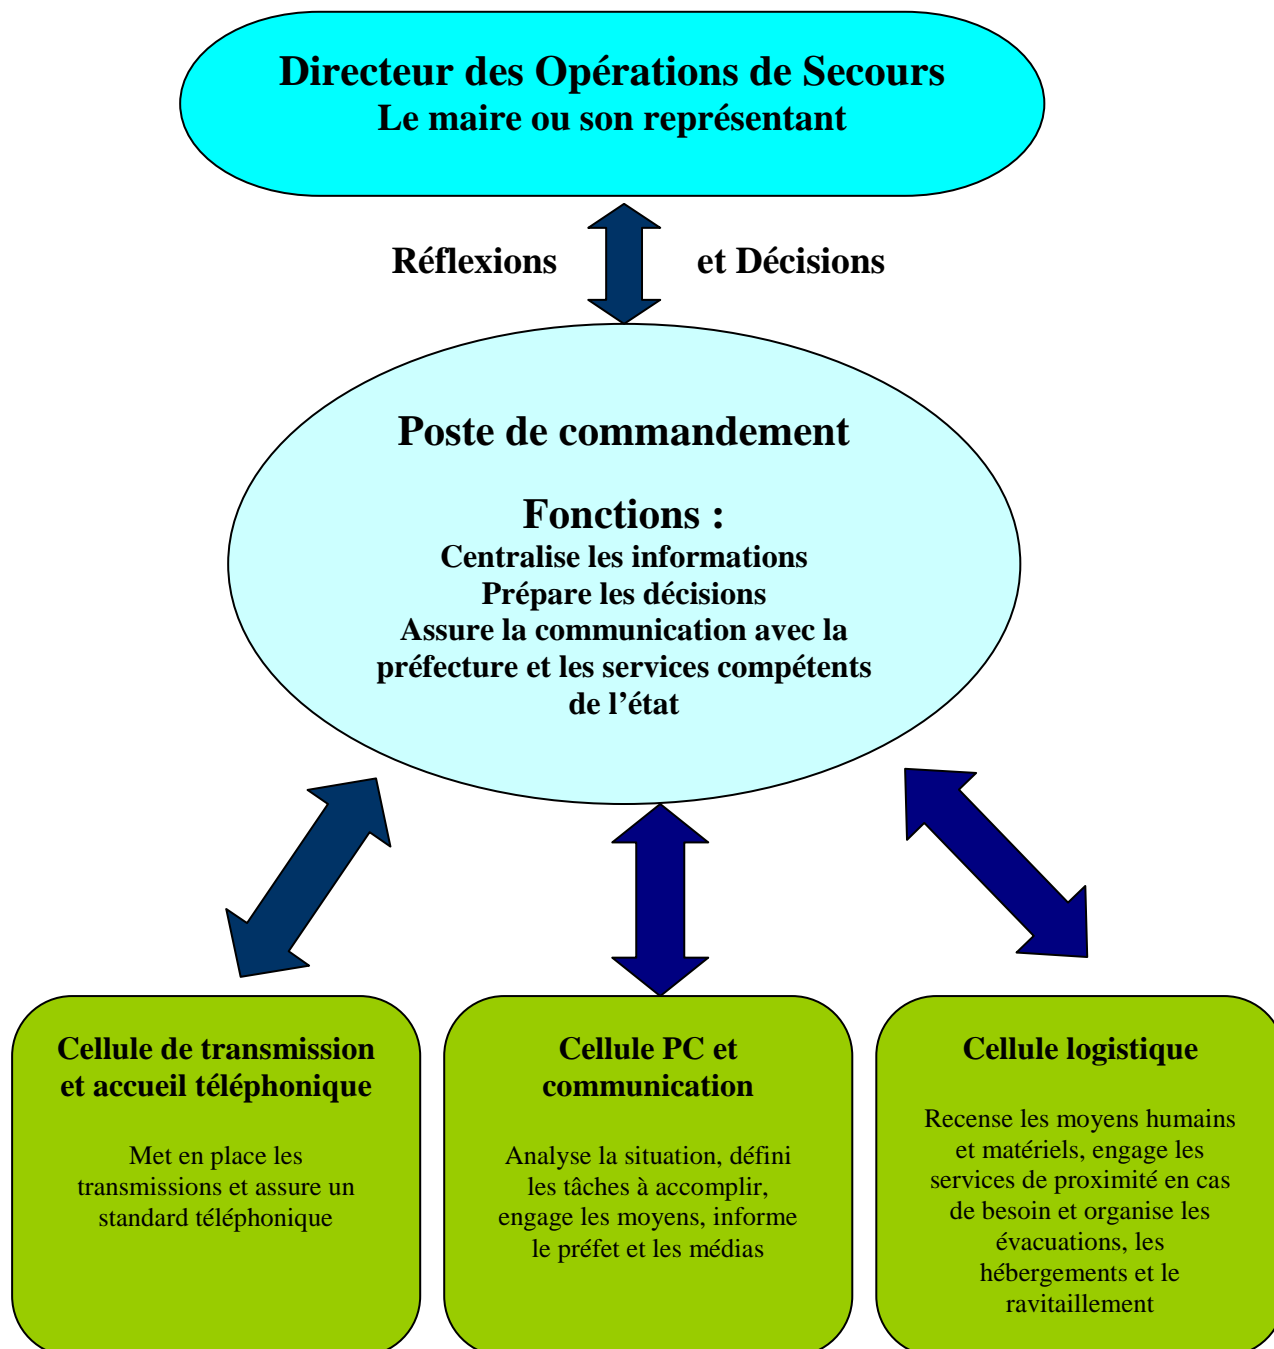 Directeur des Opérations de Secours
Le maire ou son représentant
Réflexions et Décisions
Poste de commandement
Fonctions :
Centralise les informations
Prépare les décisions
Assure la communication avec la
préfecture et les services compétents
de l’état
Cellule de transmission
et accueil téléphonique
Met en place les
transmissions et assure un
standard téléphonique
Cellule PC et
communication
Analyse la situation, défini
les tâches à accomplir,
engage les moyens, informe
le préfet et les médias
Cellule logistique
Recense les moyens humains
et matériels, engage les
services de proximité en cas
de besoin et organise les
évacuations, les
hébergements et le
ravitaillement